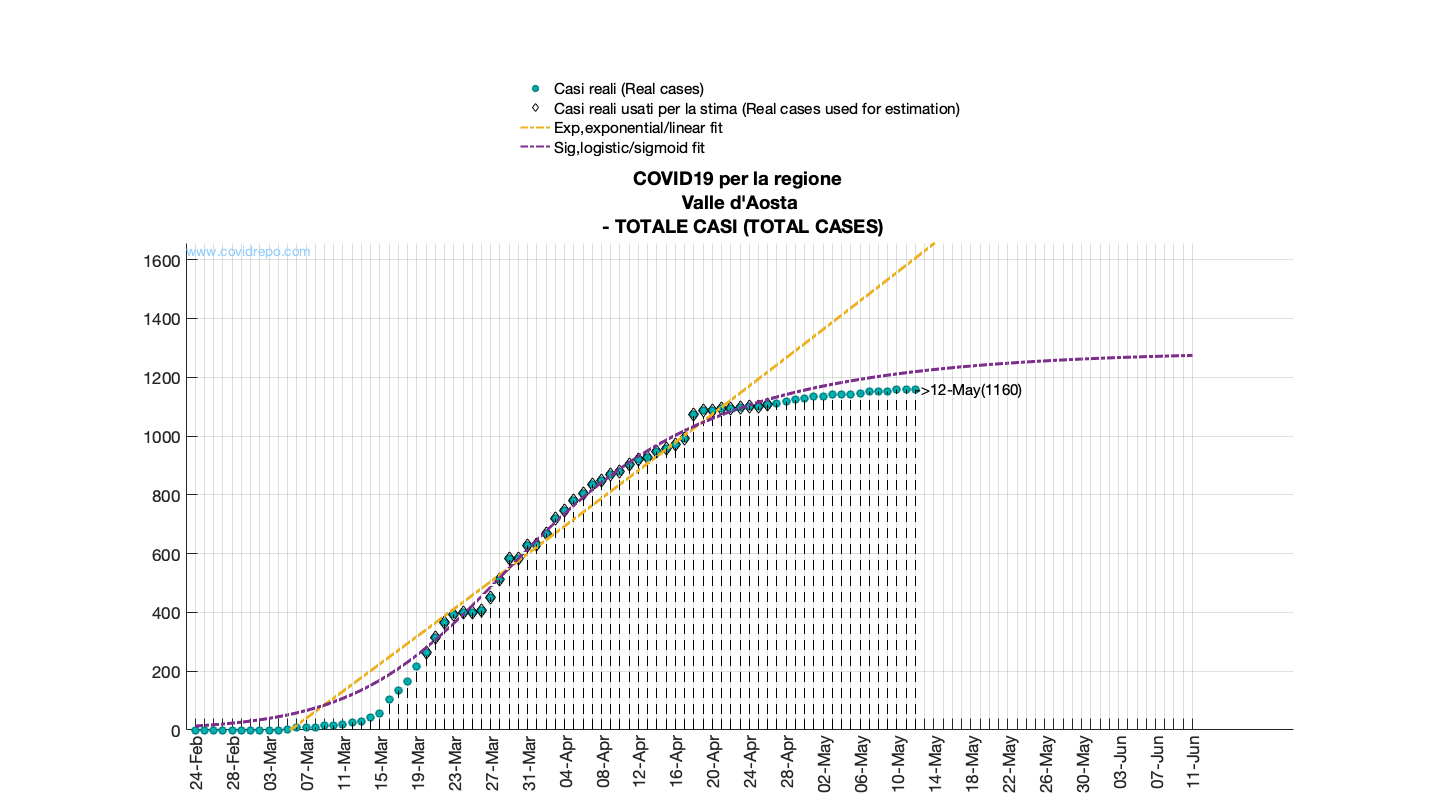 Casi reali (Real cases)
Casi reali usati per la stima (Real cases used for estimation)
Exp,exponential/linear fit
Sig,logistic/sigmoid fit
COVID19 per la regione
Valle d'Aosta
- TOTALE CASI (TOTAL CASES)
www.covidrepo.com
1600
1400
1200
1000
800
600
400
200
0
->12-May(1160)
24-Feb
28-Feb
03-Mar
07-Mar
11-Mar
15-Mar
19-Mar
23-Mar
27-Mar
31-Mar
04-Apr
08-Apr
12-Apr
16-Apr
20-Apr
24-Apr
28-Apr
02-May
06-May
10-May
14-May
18-May
22-May
26-May
30-May
03-Jun
07-Jun
11-Jun